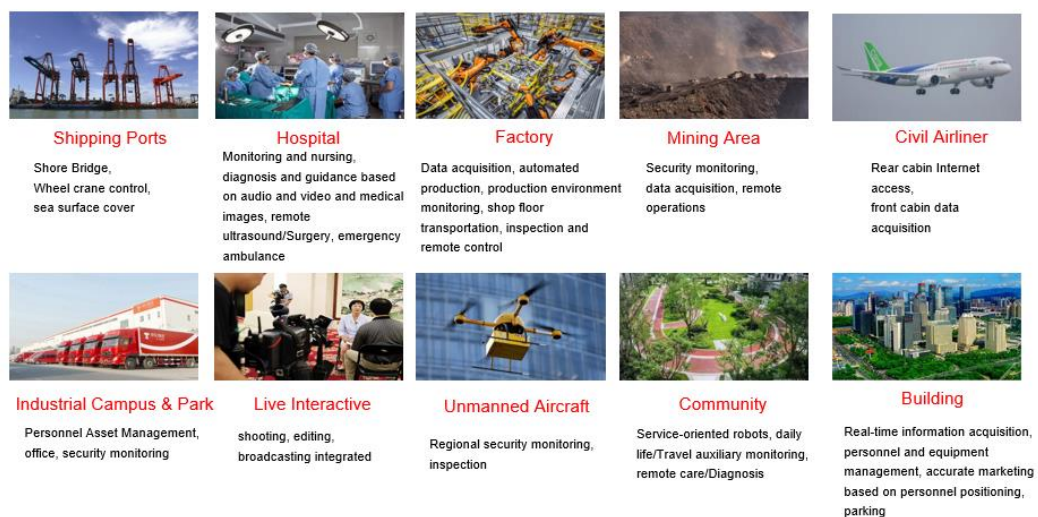 Shipping Ports
Shore Bridge,
Wheel crane control,
sea surface cover
Hospital
Monitoring and nursing,
diagnosis and guidance based
on audio and video and medical
images, remote
ultrasound/Surgery, emergency
ambulance
Factory
Data acquisition, automated
production, production environment
monitoring, shop floor
transportation, inspection and
remote control
Mining Area
Security monitoring,
data acquisition, remote
operations
Civil Airliner
Rear cabin Internet
access,
front cabin data
acquisition
Industrial Campus & Park
Personnel Asset Management,
office, security monitoring
Live Interactive
shooting, editing,
broadcasting integrated
Unmanned Aircraft
Regional security monitoring,
inspection
Community
Service-oriented robots, daily
life/Travel auxiliary monitoring,
remote care/Diagnosis
Building
Real-time information acquisition,
personnel and equipment
management, accurate marketing
based on personnel positioning,
parking